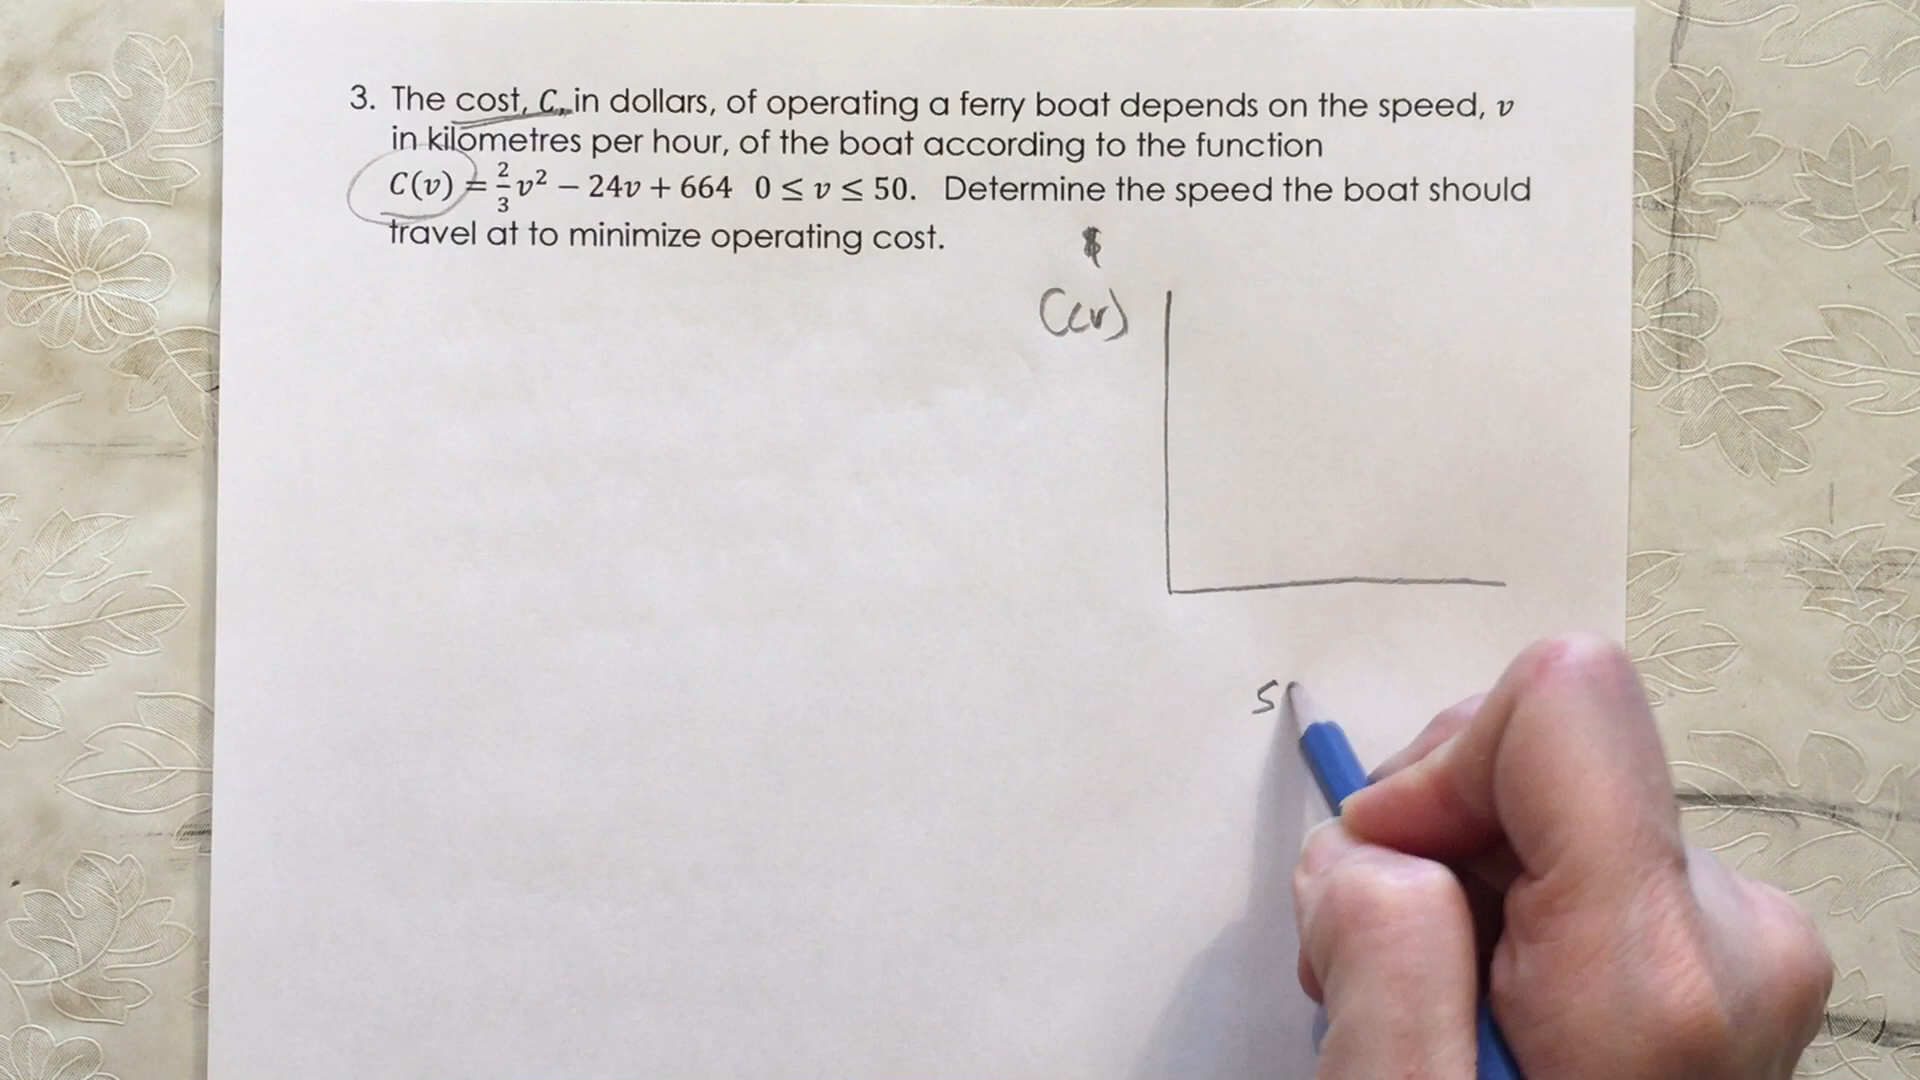 3. The cost, C, in dollars, of operating a ferry boat depends on the speed, v
in kilometres per hour, of the boat according to the function
C(v) = 2/3 v² − 24v + 664  0 ≤ v ≤ 50.  Determine the speed the boat should
travel at to minimize operating cost.
$
C(v)